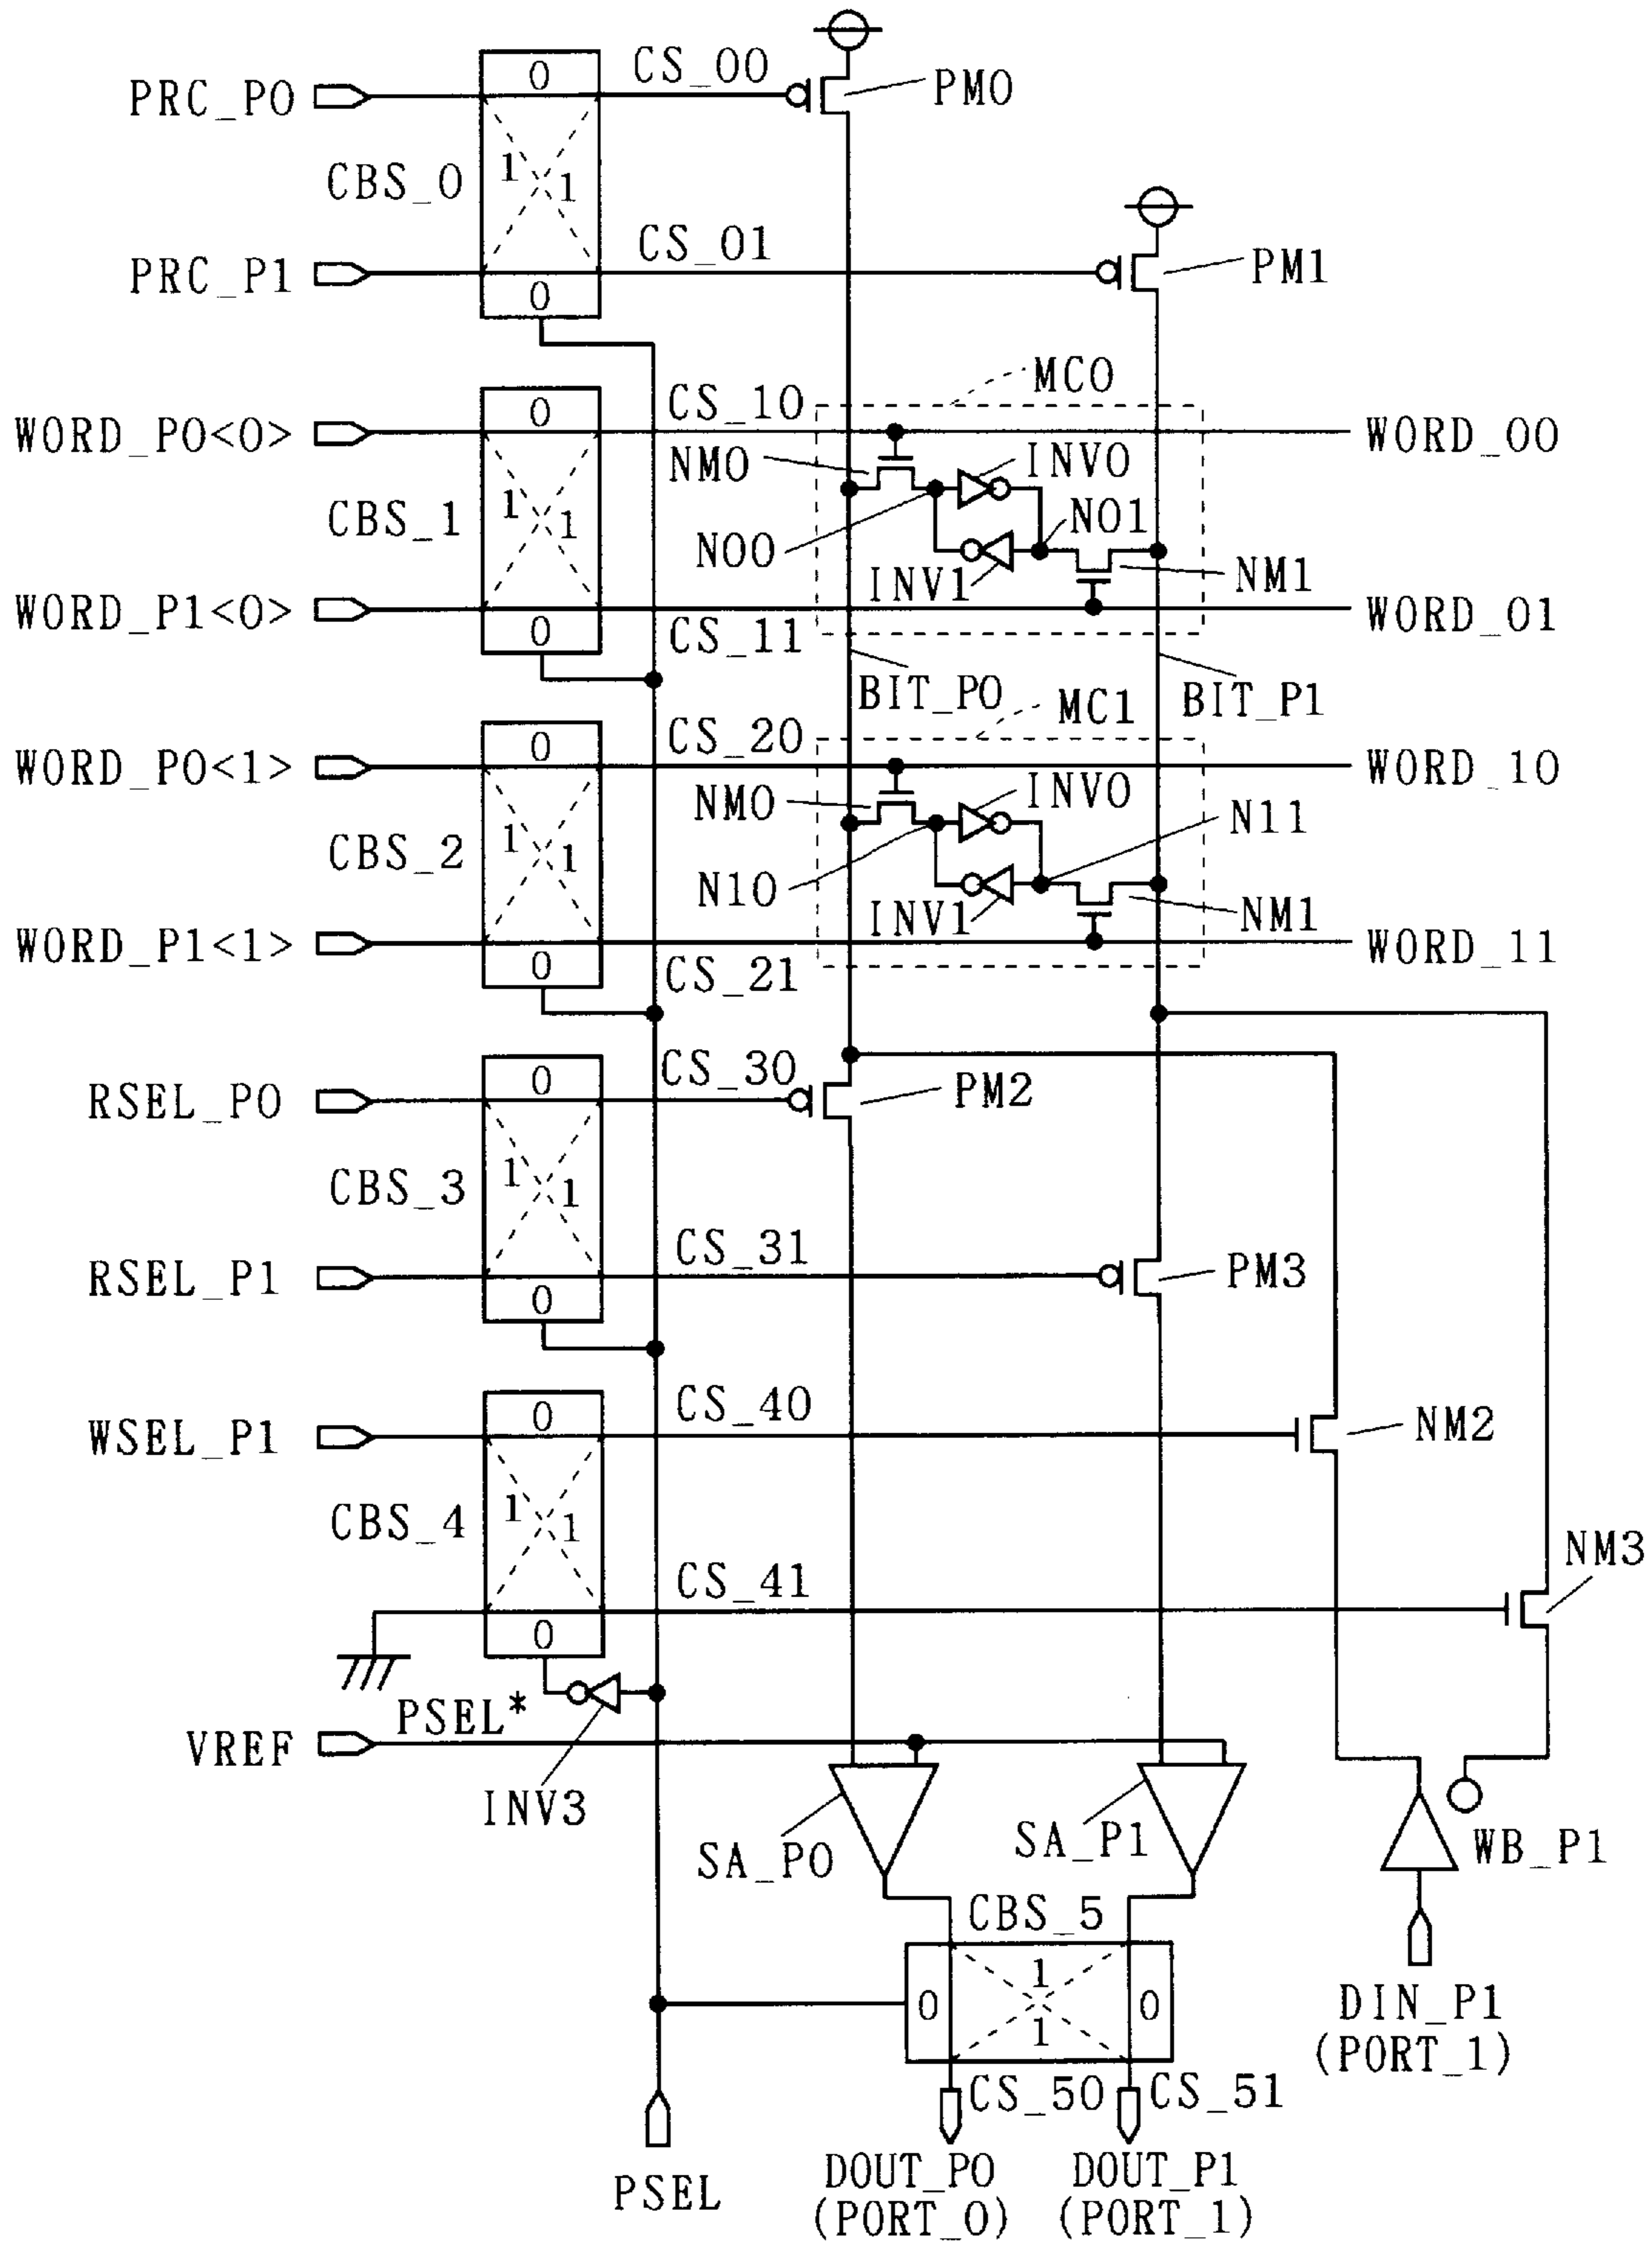 PRC_P0
0
CS_00
PM0
CBS_0
1
1
CS_01
PRC_P1
0
PM1
MC0
WORD_P0<0>
0
CS_10
WORD_00
NM0
INV0
CBS_1
1
1
N00
N01
INV1
NM1
WORD_P1<0>
0
CS_11
WORD_01
BIT_P0
MC1
BIT_P1
WORD_P0<1>
0
CS_20
WORD_10
NM0
INV0
N11
CBS_2
1
1
N10
INV1
NM1
WORD_P1<1>
0
CS_21
WORD_11
RSEL_P0
0
CS_30
PM2
CBS_3
1
1
RSEL_P1
0
CS_31
PM3
WSEL_P1
0
CS_40
NM2
CBS_4
1
1
CS_41
NM3
0
PSEL*
VREF
INV3
SA_P0
SA_P1
WB_P1
CBS_5
0
1
1
0
DIN_P1
(PORT_1)
CS_50
CS_51
PSEL
DOUT_P0
(PORT_0)
DOUT_P1
(PORT_1)